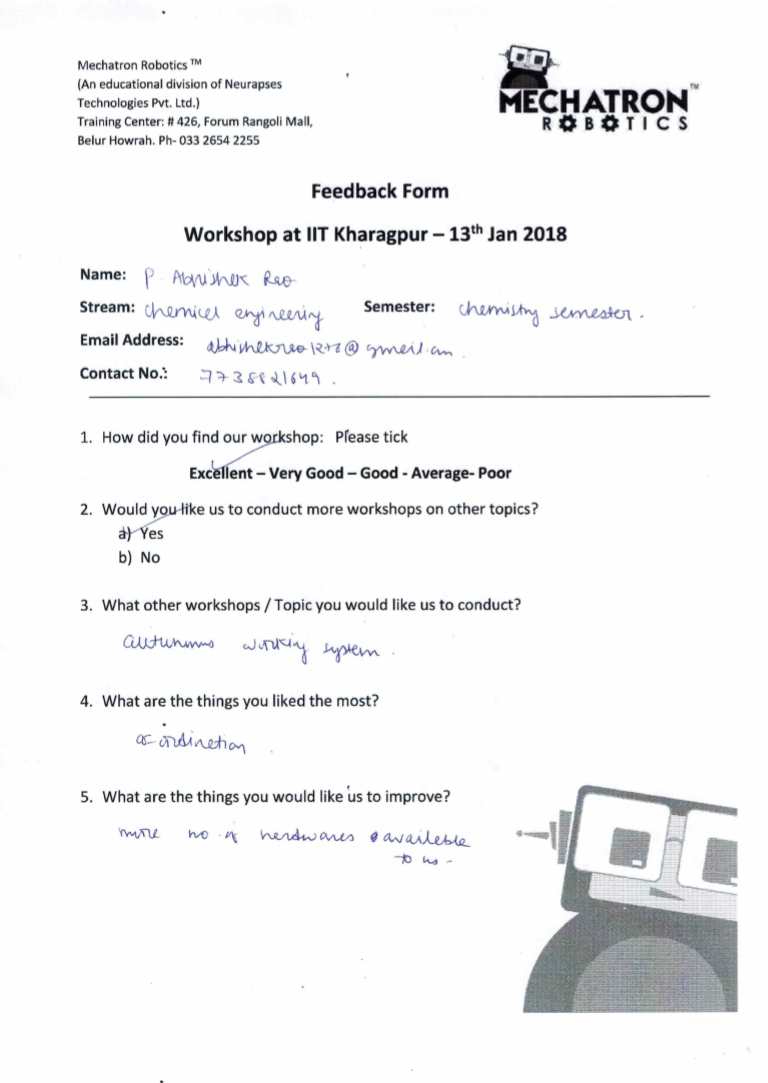 Mechatron Robotics TM
(An educational division of Neurapses
Technologies Pvt. Ltd.)
Training Center: # 426, Forum Rangoli Mall,
Belur Howrah. Ph- 033 2654 2255
MECHATRON TM
ROBOTICS
Feedback Form
Workshop at IIT Kharagpur – 13th Jan 2018
Name: P. Abhishek Rao
Stream: chemical engineering Semester: chemistry semester.
Email Address:
Contact No.: 7738821649.
1. How did you find our workshop: Please tick
Excellent – Very Good – Good - Average- Poor
2. Would you like us to conduct more workshops on other topics?
a) Yes
b) No
3. What other workshops / Topic you would like us to conduct?
working system.
4. What are the things you liked the most?
co-ordination
5. What are the things you would like us to improve?
more no of hardwares available
to us -